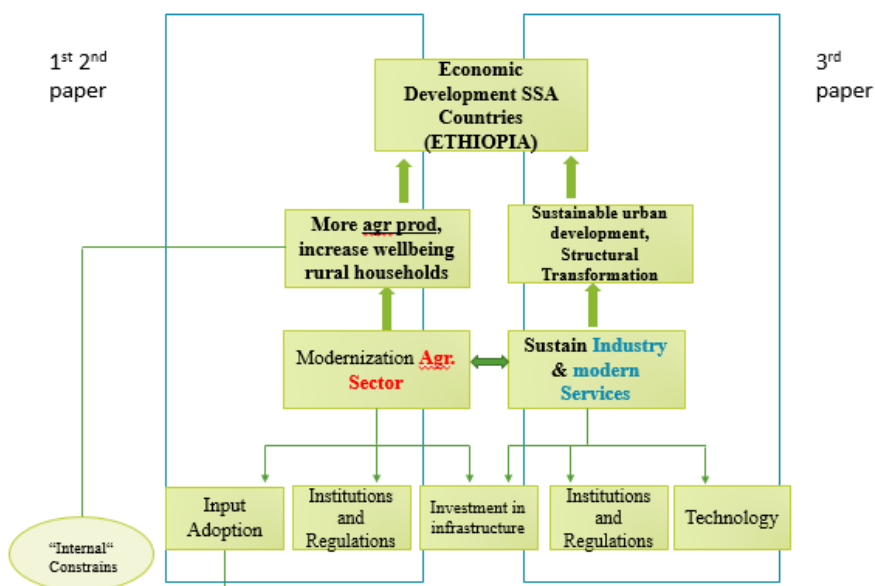 1st 2nd
paper
3rd
paper
Economic
Development SSA
Countries
(ETHIOPIA)
More agr prod,
increase wellbeing
rural households
Sustainable urban
development,
Structural
Transformation
Modernization Agr.
Sector
Sustain Industry
& modern
Services
Input
Adoption
Institutions
and
Regulations
Investment in
infrastructure
Institutions
and
Regulations
Technology
“Internal“
Constrains